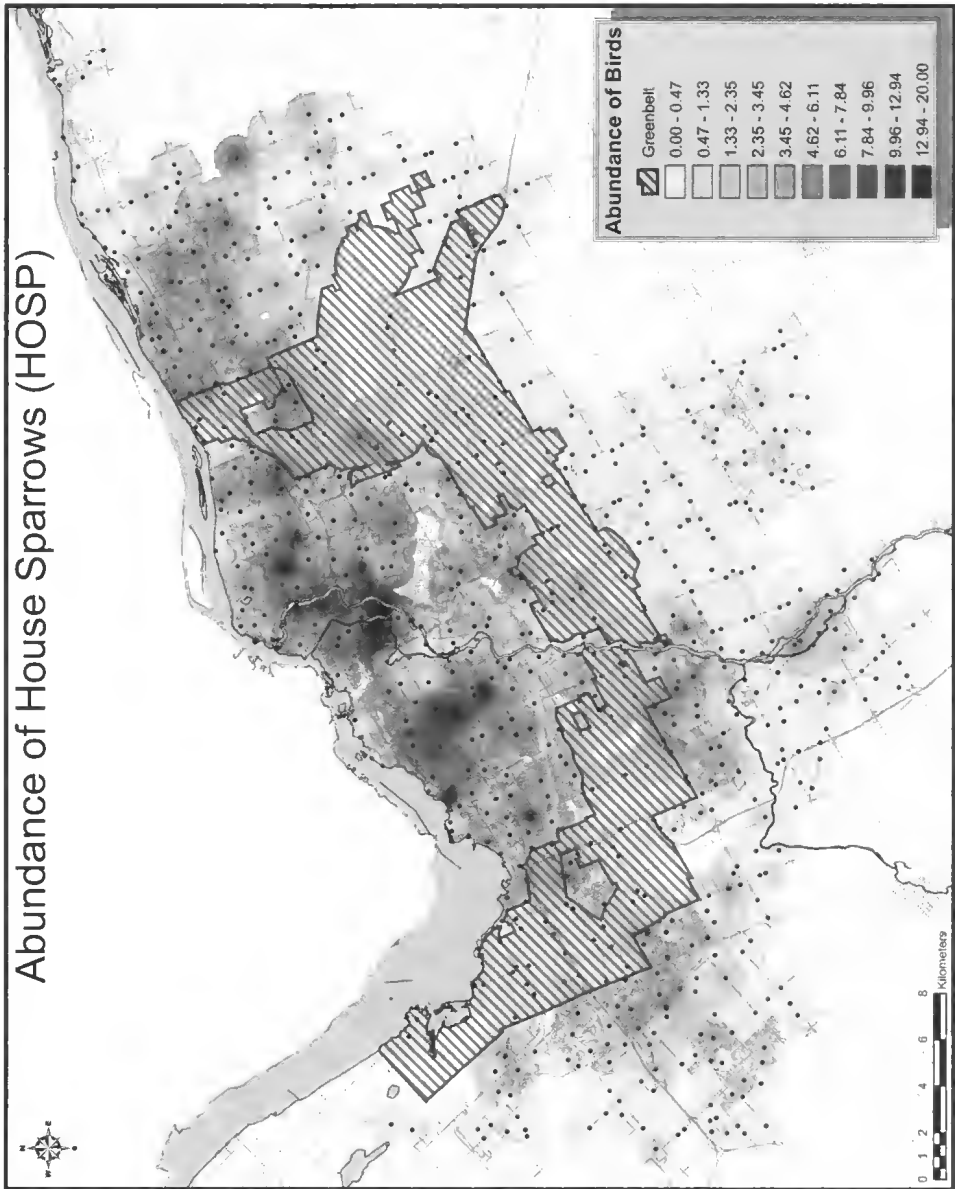 Abundance of House Sparrows (HOSP)
N
W
E
Abundance of Birds
Greenbelt
0.00 - 0.47
0.47 - 1.33
1.33 - 2.35
2.35 - 3.45
3.45 - 4.62
4.62 - 6.11
6.11 - 7.84
7.84 - 9.96
9.96 - 12.94
12.94 - 20.00
0 1 2 4 6 8
Kilometers